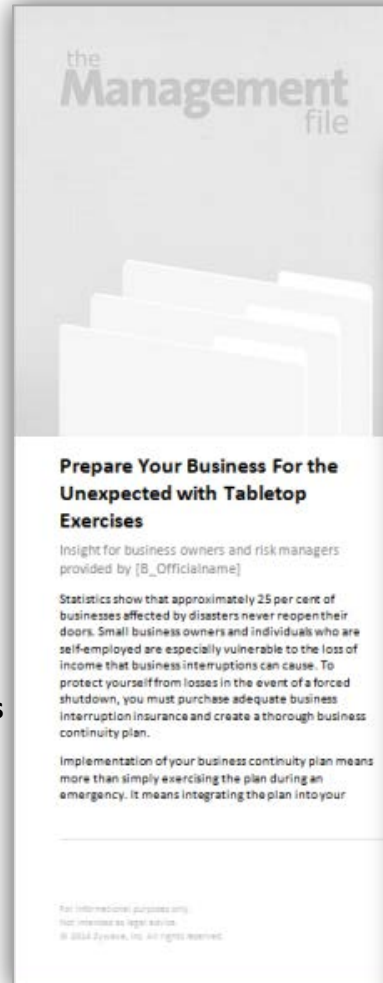 the
Management
file
Prepare Your Business For the
Unexpected with Tabletop
Exercises
Insight for business owners and risk managers
provided by [B_Officialname]
Statistics show that approximately 25 per cent of
businesses affected by disasters never reopen their
doors. Small business owners and individuals who are
self-employed are especially vulnerable to the loss of
income that business interruptions can cause. To
protect yourself from losses in the event of a forced
shutdown, you must purchase adequate business
interruption insurance and create a thorough business
continuity plan.
Implementation of your business continuity plan means
more than simply exercising the plan during an
emergency. It means integrating the plan into your
s
For informational purposes only.
Not intended as legal advice.
© 2014 Zywave, Inc. All rights reserved.